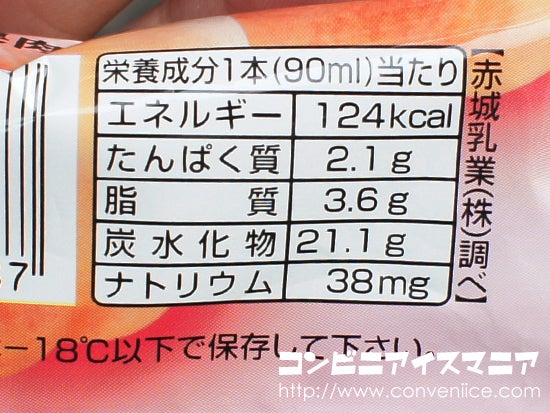 肉
栄養成分1本(90ml)当たり
エネルギー 124kcal
たんぱく質 2.1g
脂質 3.6g
炭水化物 21.1g
ナトリウム 38mg
【赤城乳業(株)調べ】
7
-18℃以下で保存して下さい。
コンビニアイスマニア
http://www.conveniice.com/